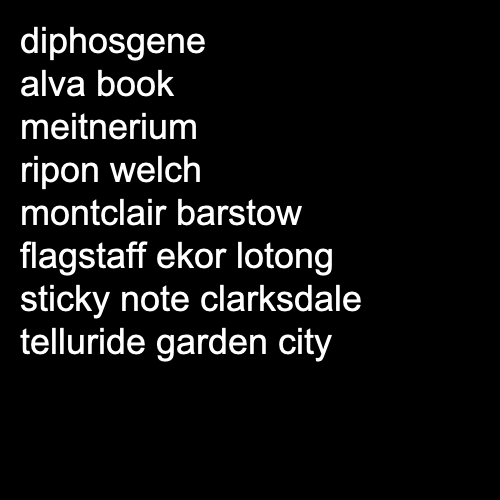 diphosgene
alva book
meitnerium
ripon welch
montclair barstow
flagstaff ekor lotong
sticky note clarksdale
telluride garden city